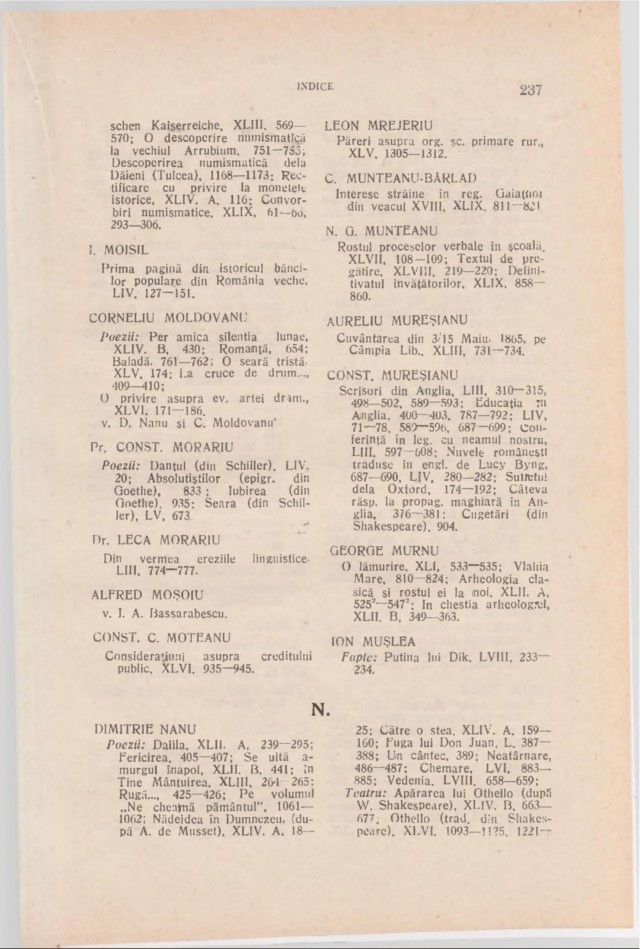 INDICE
237
schen Kaiserreiche, XLIII. 569—
570; O descoperire numismatică
la vechiul Arrubium, 751—755;
Descoperirea numismatică dela
Dăieni (Tulcea), 1168—1173; Rec-
tificare cu privire la monetele
istorice, XLIV. A, 116; Convor-
biri numismatice, XLIX, 61—66,
293—306.
I. MOISIL
Prima pagină din istoricul bănci-
lor populare din România veche,
LIV. 127—151.
CORNELIU MOLDOVANU
Poezii: Per amica silentia lunae,
XLIV. B, 430; Romanță, 654;
Baladă, 761—762; O seară tristă,
XLV, 174; La cruce de drum...,
409—410;
O privire asupra ev. artei dram.,
XLVI, 171—186.
v. D. Nanu și C. Moldovanu
Pr. CONST. MORARIU
Poezii: Danțul (din Schiller), LIV,
20; Absolutiștilor (epigr. din
Goethe), 833; Iubirea (din
Goethe), 935; Seara (din Schil-
ler), LV, 673
Dr. LECA MORARIU
Din vermea ereziile linguistice,
LIII, 774—777.
ALFRED MOȘOIU
v. I. A. Bassarabescu.
CONST. C. MOTEANU
Considerațiuni asupra creditului
public, XLVI. 935—945.
LEON MREJERIU
Păreri asupra org. șc. primare rur.,
XLV, 1305—1312.
C. MUNTEANU-BÂRLAD
Interese străine in reg. Galaților
din veacul XVIII, XLIX, 811—821
N. G. MUNTEANU
Rostul proceselor verbale în școală,
XLVII, 108—109; Textul de pre-
gătire, XLVIII, 219—220; Defini-
tivatul învățătorilor, XLIX, 858—
860.
AURELIU MUREȘIANU
Cuvântarea din 3/15 Maiu, 1865, pe
Câmpia Lib., XLIII, 731—734.
CONST. MUREȘIANU
Scrisori din Anglia, LIII, 310—315,
498—502, 589—593; Educația in
Anglia, 400—403, 787—792; LIV,
71—78, 589—596, 687—699; Con-
ferință în leg. cu neamul nostru,
LIII, 597—608; Nuvele românești
traduse în engl. de Lucy Byng,
687—690, LIV, 280—282; Sufletul
dela Oxford, 174—192; Câteva
răsp. la propag. maghiară in An-
glia, 376—381; Cugetări (din
Shakespeare), 904.
GEORGE MURNU
O lămurire, XLI, 533—535; Vlahia
Mare, 810—824; Arheologia cla-
sică și rostul ei la noi, XLII. A,
525²—547²; In chestia arheologiei,
XLII. B, 349—363.
ION MUȘLEA
Fapte: Putina lui Dik, LVIII, 233—
234.
N.
DIMITRIE NANU
Poezii: Dalila, XLII. A, 239—295;
Fericirea, 405—407; Se uită a-
murgul înapoi, XLII. B, 441; în
Tine Mântuirea, XLIII, 264—265;
Rugă..., 425—426; Pe volumul
„Ne cheamă pământul", 1061—
1062; Nădeidea în Dumnezeu, (du-
pă A. de Musset), XLIV. A, 18—
25; Către o stea, XLIV. A, 159—
160; Fuga lui Don Juan, L, 387—
388; Un cântec, 389; Neatârnare,
486—487; Chemare, LVI, 883—
885; Vedenia, LVIII, 658—659;
Teatru: Apărarea lui Othello (după
W. Shakespeare), XLIV. B, 663—
677, Othello (trad. din Shakes-
peare), XLVI, 1093—1125, 1221—